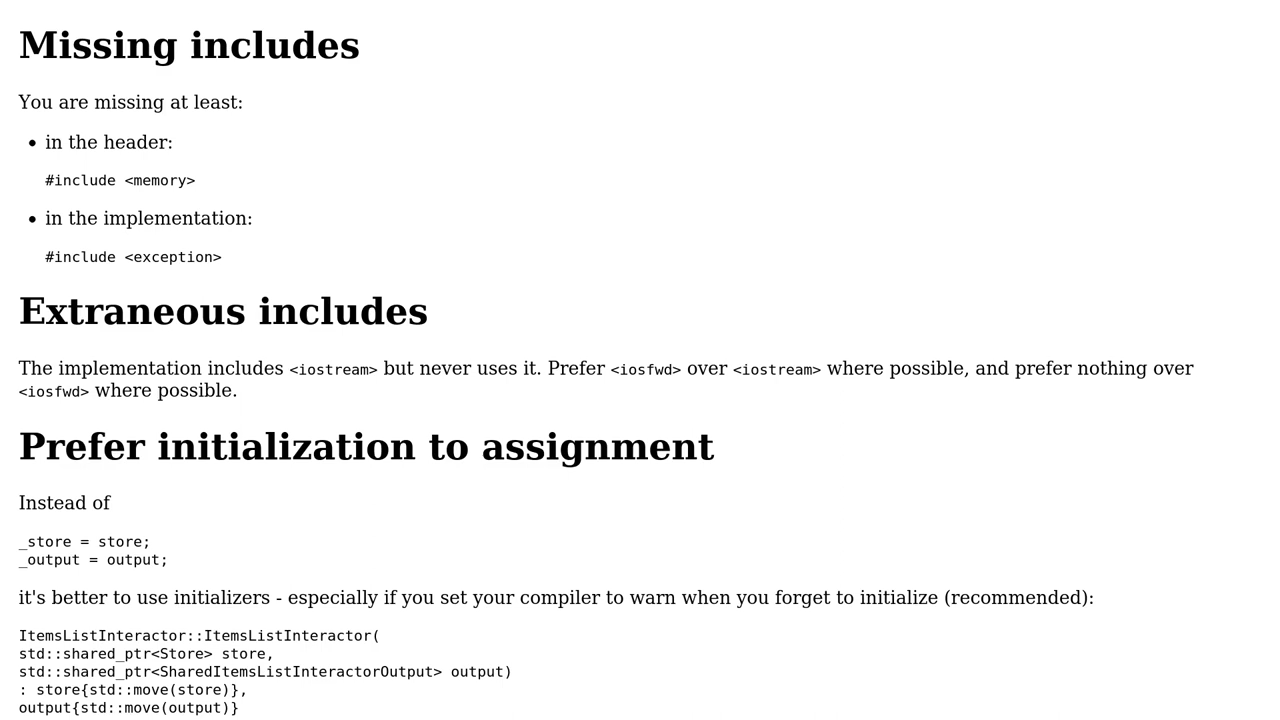 Missing includes
You are missing at least:
• in the header:
#include <memory>
• in the implementation:
#include <exception>
Extraneous includes
The implementation includes <iostream> but never uses it. Prefer <iosfwd> over <iostream> where possible, and prefer nothing over
<iosfwd> where possible.
Prefer initialization to assignment
Instead of
_store = store;
_output = output;
it's better to use initializers - especially if you set your compiler to warn when you forget to initialize (recommended):
ItemsListInteractor::ItemsListInteractor(
std::shared_ptr<Store> store,
std::shared_ptr<SharedItemsListInteractorOutput> output)
: store{std::move(store)},
output{std::move(output)}